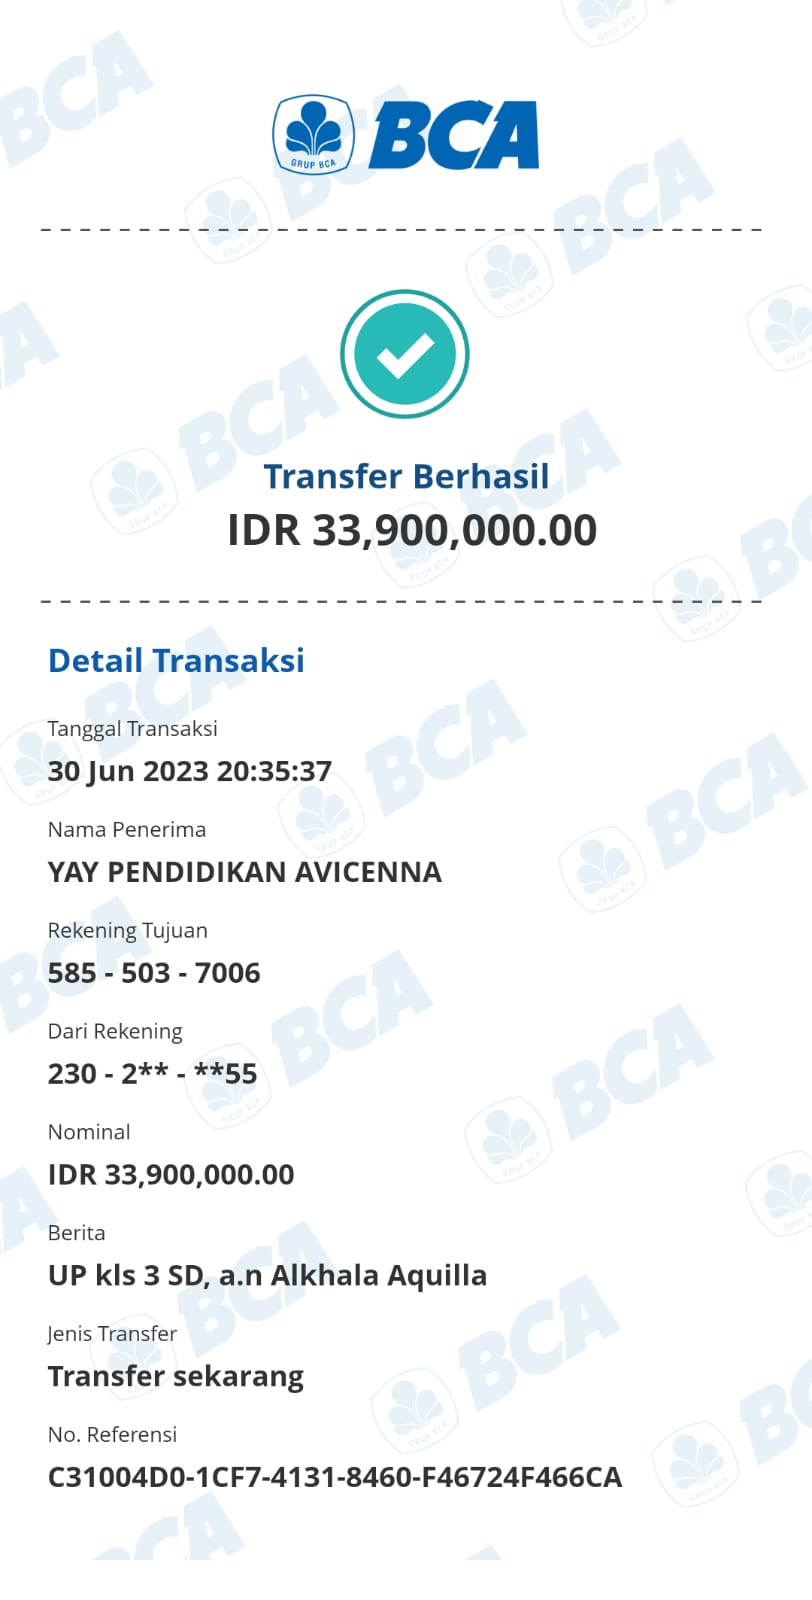 GRUP BCA
BCA
Transfer Berhasil
IDR 33,900,000.00
Detail Transaksi
Tanggal Transaksi
30 Jun 2023 20:35:37
Nama Penerima
YAY PENDIDIKAN AVICENNA
Rekening Tujuan
585 - 503 - 7006
Dari Rekening
230 - 2** - **55
Nominal
IDR 33,900,000.00
Berita
UP kls 3 SD, a.n Alkhala Aquilla
Jenis Transfer
Transfer sekarang
No. Referensi
C31004D0-1CF7-4131-8460-F46724F466CA